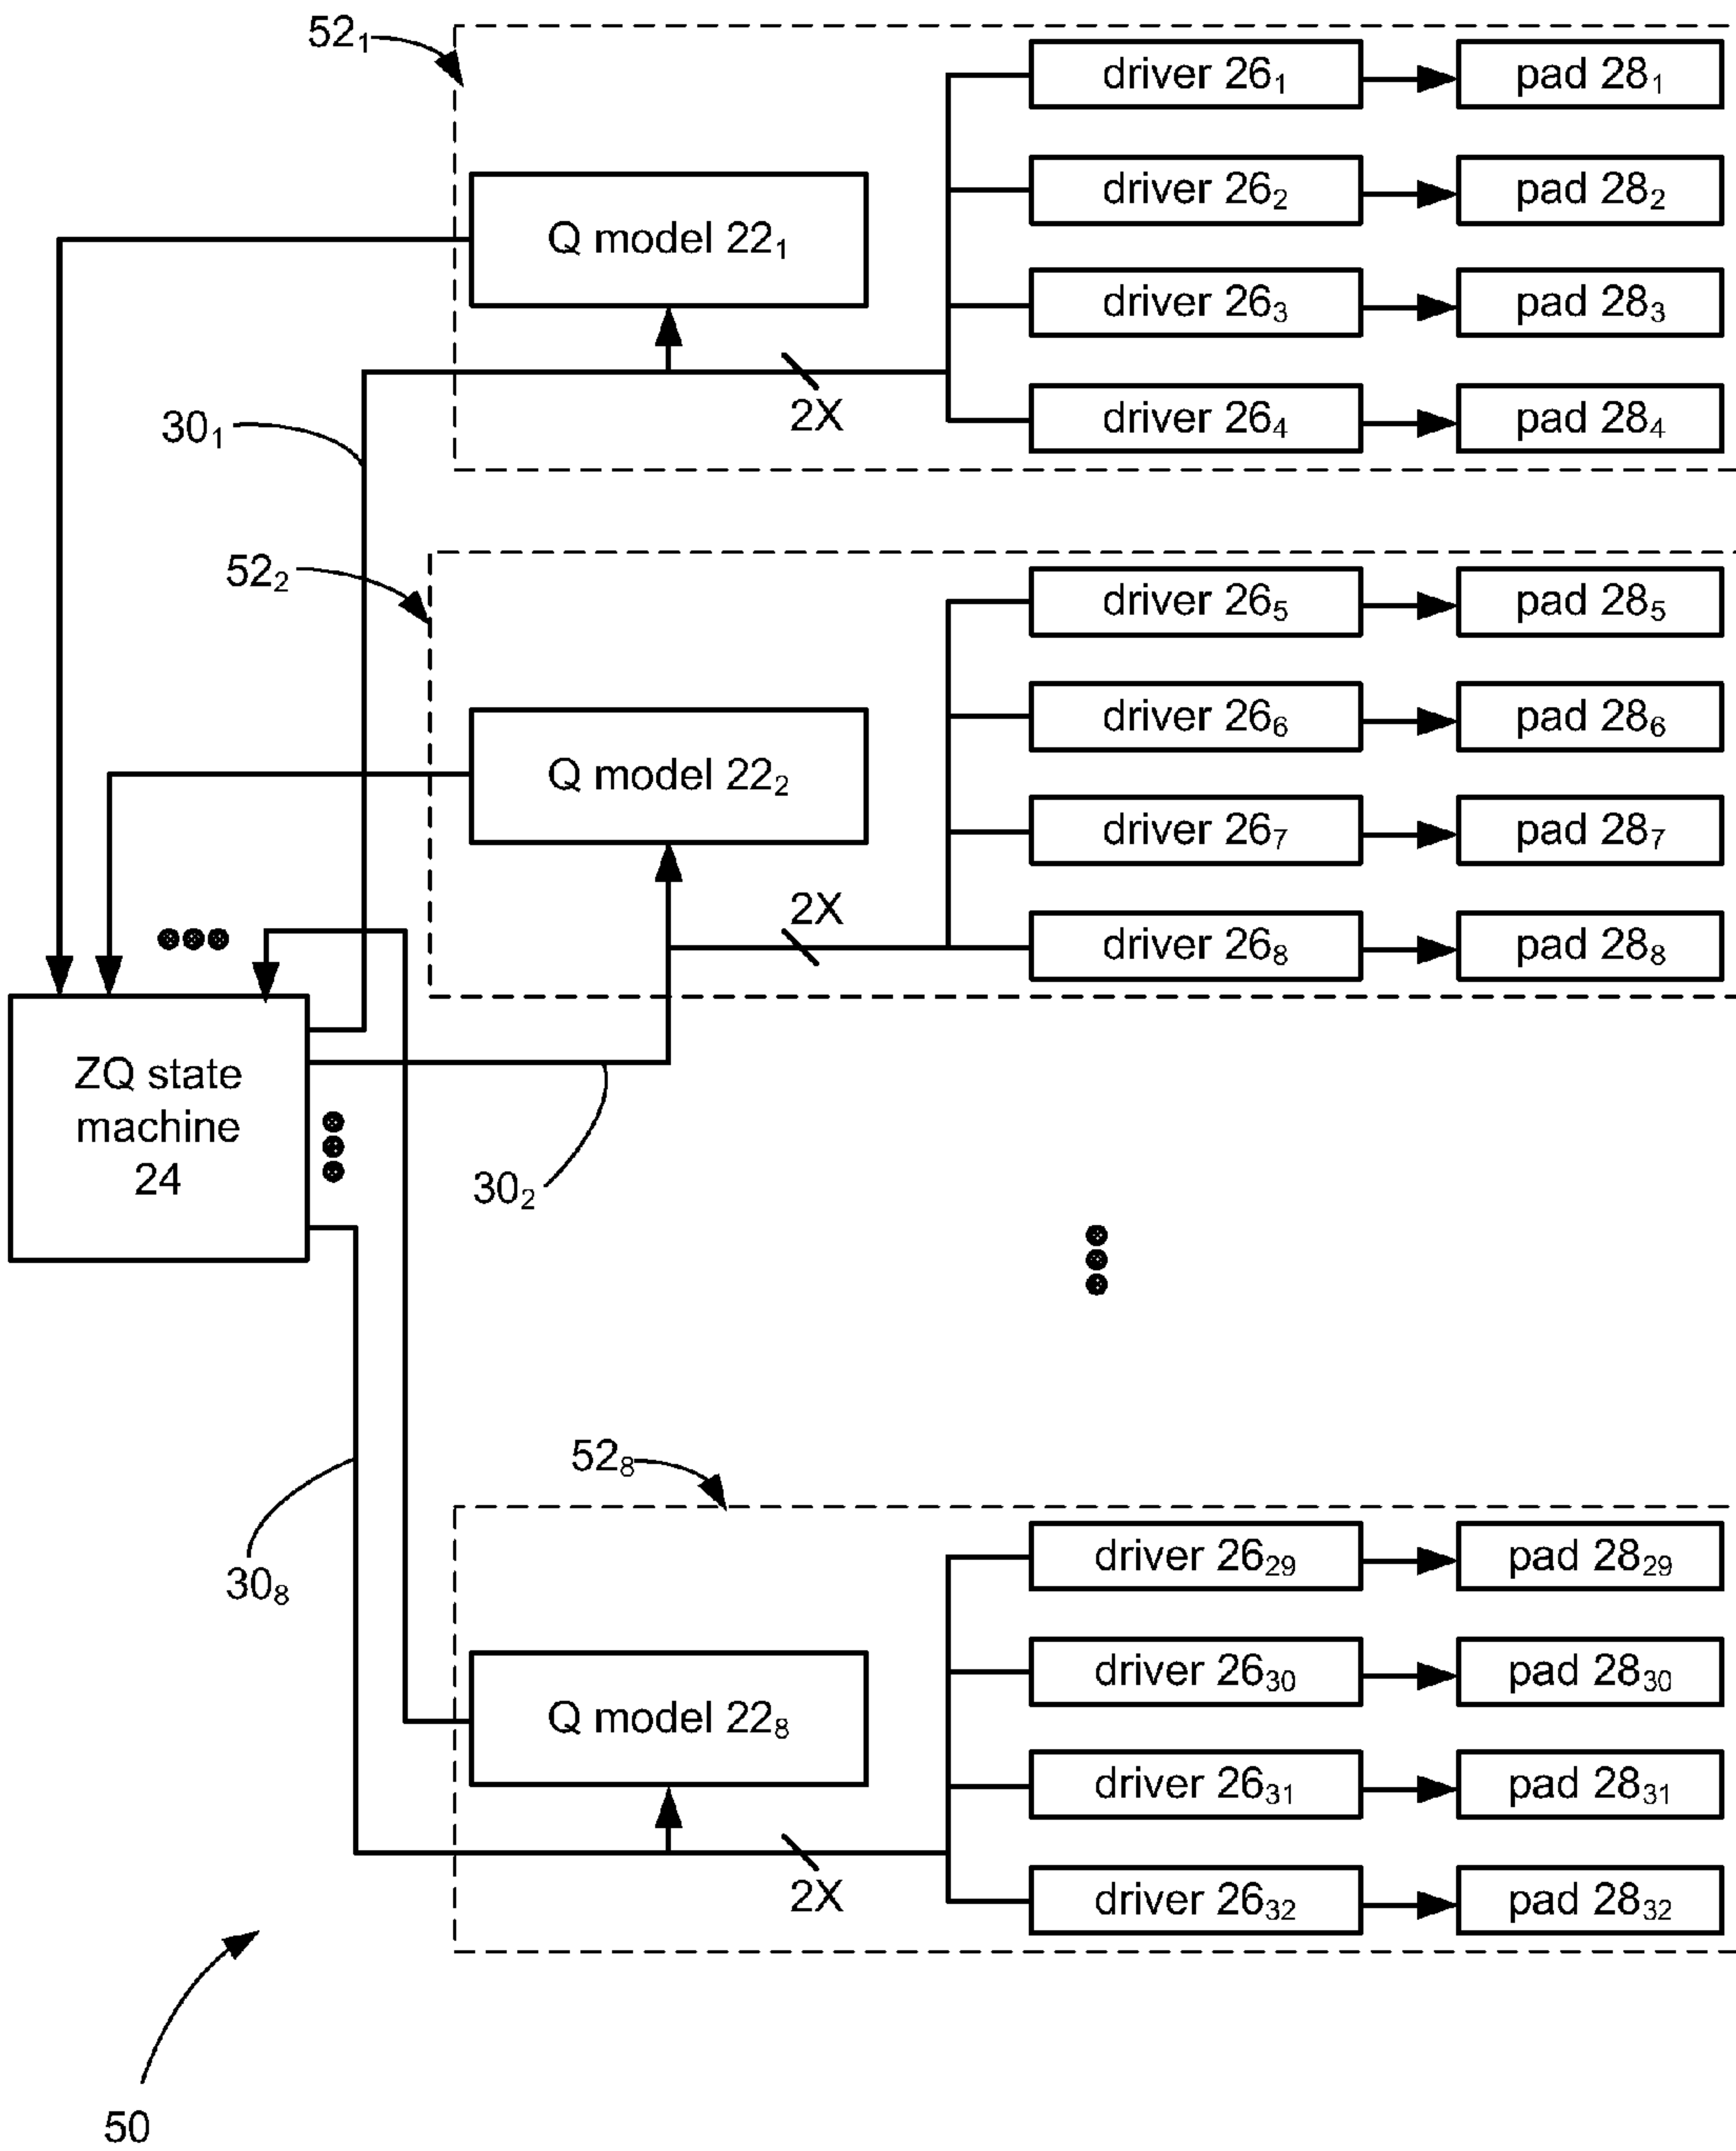 52₁
driver 26₁
pad 28₁
driver 26₂
pad 28₂
Q model 22₁
driver 26₃
pad 28₃
2X
driver 26₄
pad 28₄
30₁
52₂
driver 26₅
pad 28₅
driver 26₆
pad 28₆
Q model 22₂
driver 26₇
pad 28₇
2X
driver 26₈
pad 28₈
ZQ state
machine
24
30₂
52₈
driver 26₂₉
pad 28₂₉
30₈
driver 26₃₀
pad 28₃₀
Q model 22₈
driver 26₃₁
pad 28₃₁
2X
driver 26₃₂
pad 28₃₂
50